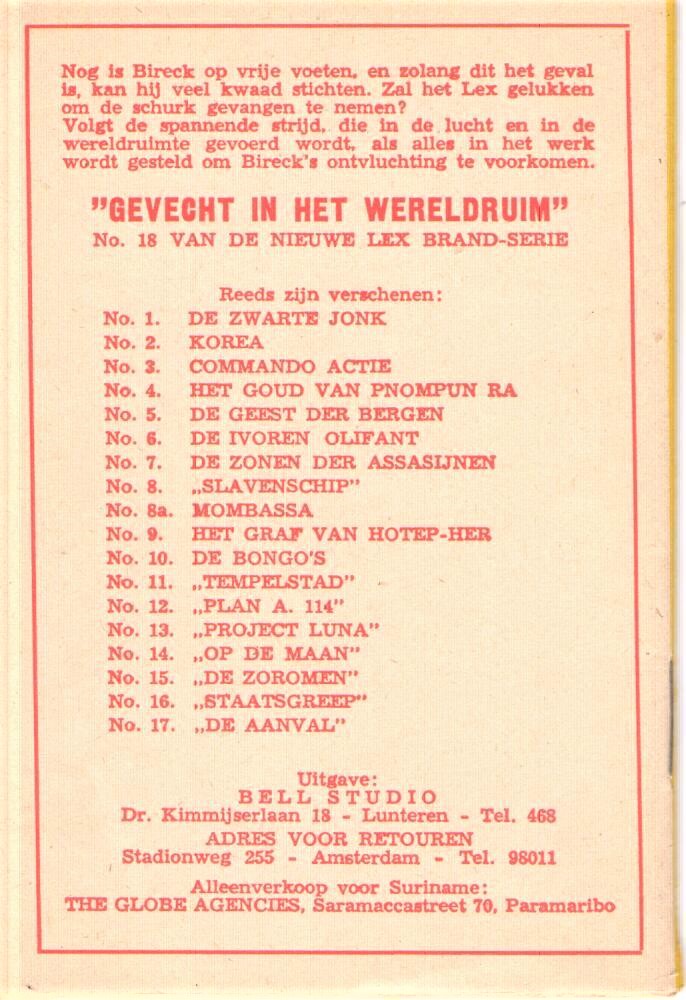 Nog is Bireck op vrije voeten, en zolang dit het geval
is, kan hij veel kwaad stichten. Zal het Lex gelukken
om de schurk gevangen te nemen?
Volgt de spannende strijd, die in de lucht en in de
wereldruimte gevoerd wordt, als alles in het werk
wordt gesteld om Bireck's ontvluchting te voorkomen.
"GEVECHT IN HET WERELDRUIM"
No. 18 VAN DE NIEUWE LEX BRAND-SERIE
Reeds zijn verschenen:
No. 1. DE ZWARTE JONK
No. 2. KOREA
No. 3. COMMANDO ACTIE
No. 4. HET GOUD VAN PNOMPUN RA
No. 5. DE GEEST DER BERGEN
No. 6. DE IVOREN OLIFANT
No. 7. DE ZONEN DER ASSASIJNEN
No. 8. „SLAVENSCHIP"
No. 8a. MOMBASSA
No. 9. HET GRAF VAN HOTEP-HER
No. 10. DE BONGO'S
No. 11. „TEMPELSTAD"
No. 12. „PLAN A. 114"
No. 13. „PROJECT LUNA"
No. 14. „OP DE MAAN"
No. 15. „DE ZOROMEN"
No. 16. „STAATSGREEP"
No. 17. „DE AANVAL"
Uitgave:
BELL STUDIO
Dr. Kimmijserlaan 18 - Lunteren - Tel. 468
ADRES VOOR RETOUREN
Stadionweg 255 - Amsterdam - Tel. 98011
Alleenverkoop voor Suriname:
THE GLOBE AGENCIES, Saramaccastreet 70, Paramaribo